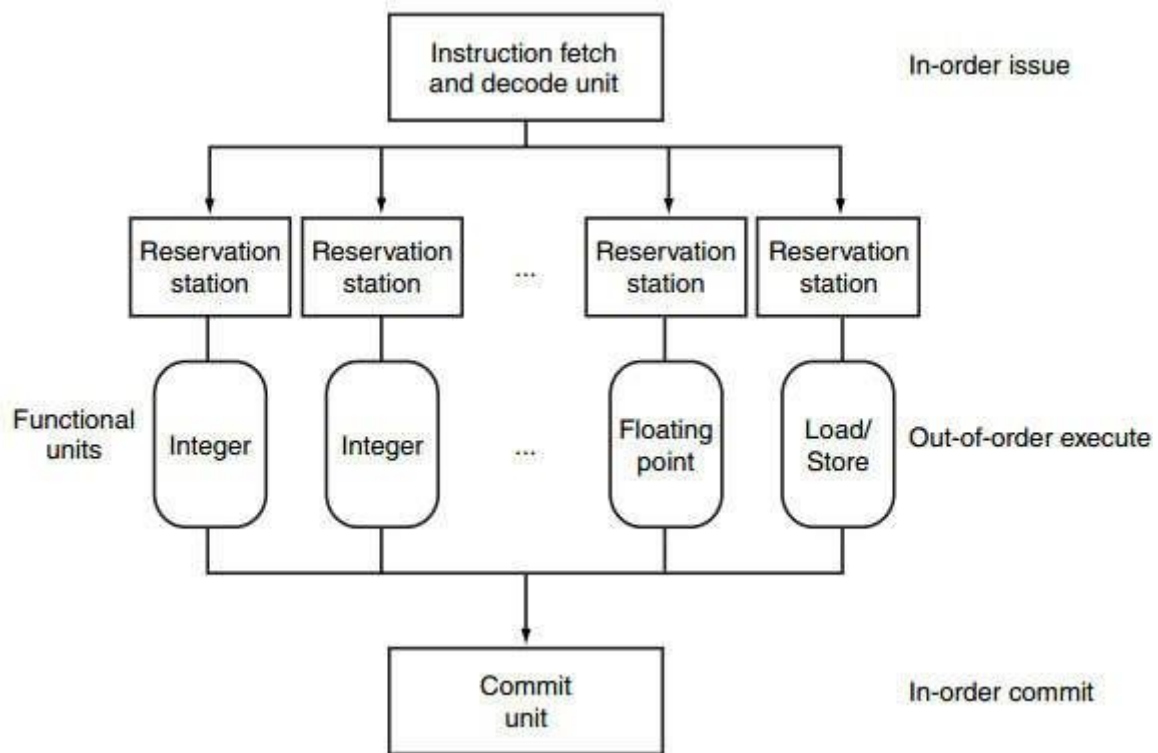 Instruction fetch
and decode unit
In-order issue
Reservation
station
Reservation
station
...
Reservation
station
Reservation
station
Functional
units
Integer
Integer
...
Floating
point
Load/
Store
Out-of-order execute
Commit
unit
In-order commit